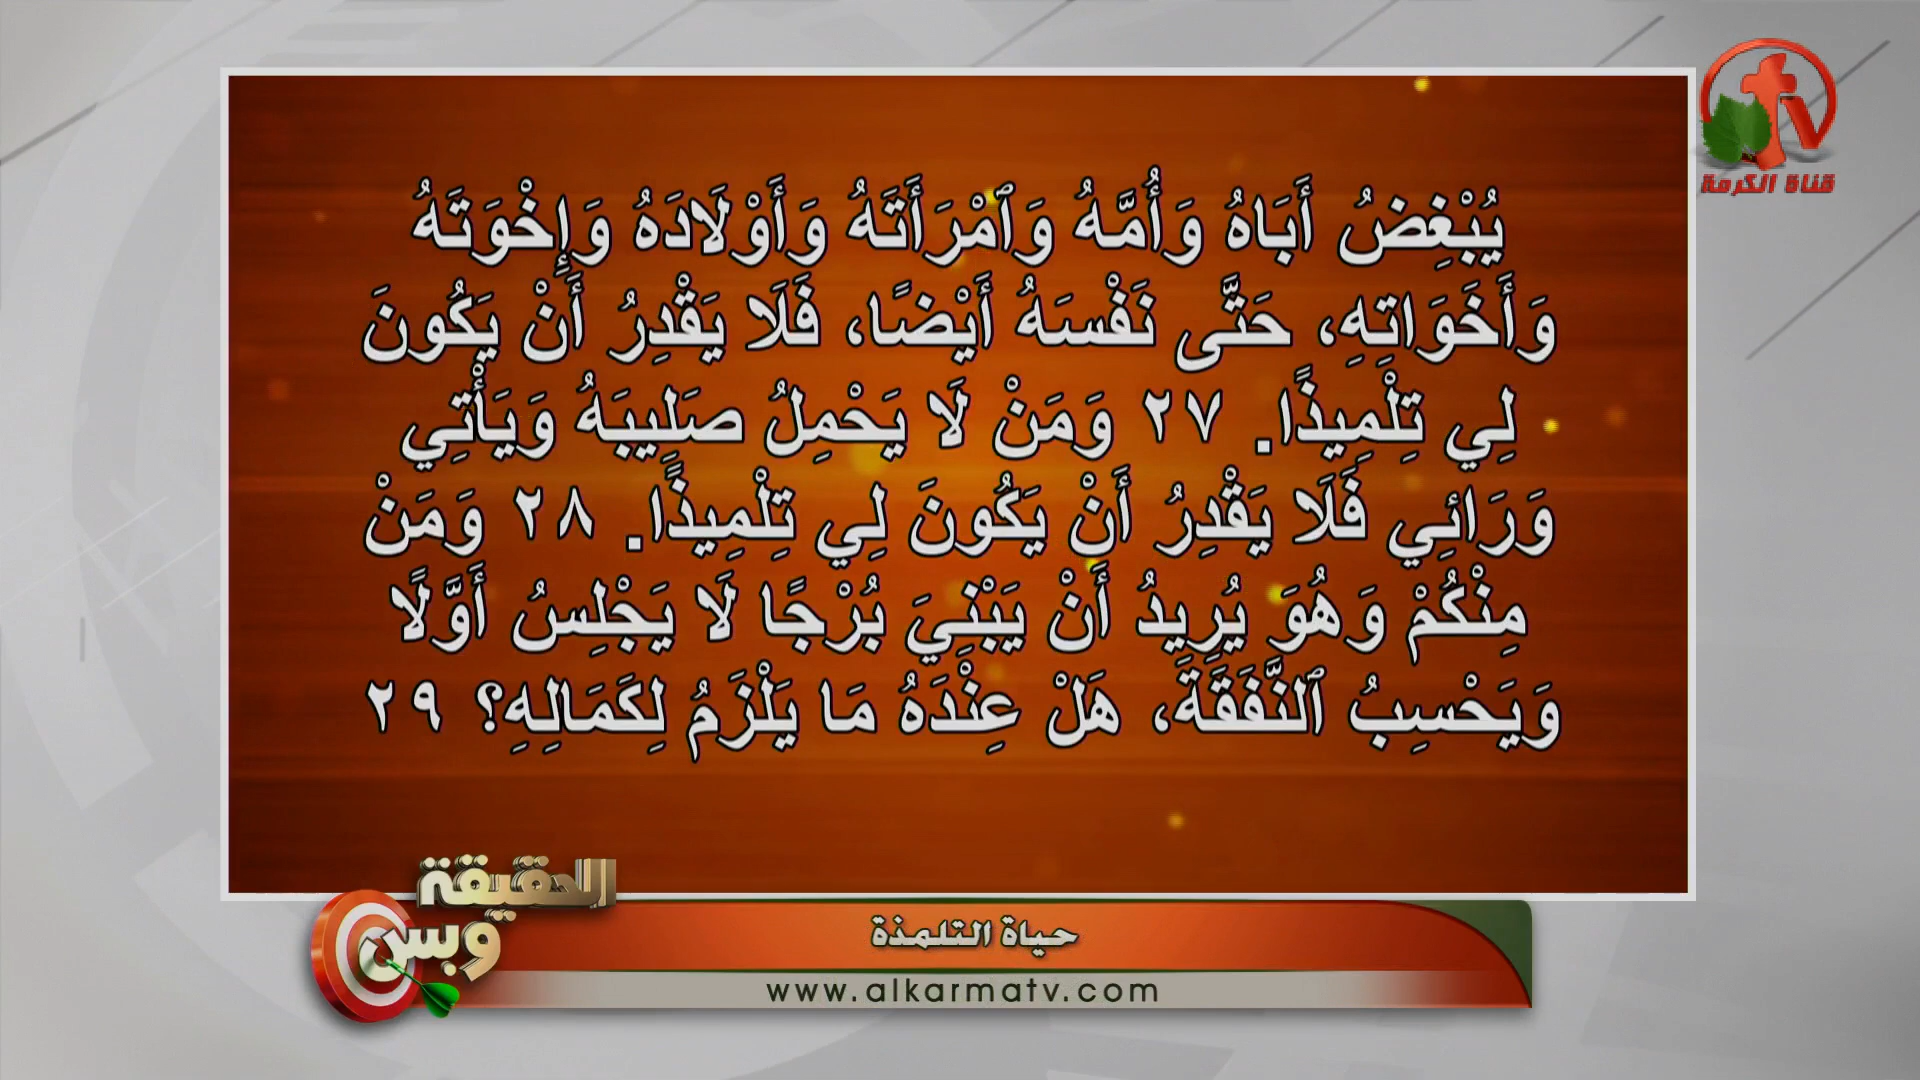 قناة الكرمة
يُبْغِضُ أَبَاهُ وَأُمَّهُ وَٱمْرَأَتَهُ وَأَوْلَادَهُ وَإِخْوَتَهُ
وَأَخَوَاتِهِ، حَتَّى نَفْسَهُ أَيْضًا، فَلَا يَقْدِرُ أَنْ يَكُونَ
لِي تِلْمِيذًا. ٢٧ وَمَنْ لَا يَحْمِلُ صَلِيبَهُ وَيَأْتِي
وَرَائِي فَلَا يَقْدِرُ أَنْ يَكُونَ لِي تِلْمِيذًا. ٢٨ وَمَنْ
مِنْكُمْ وَهُوَ يُرِيدُ أَنْ يَبْنِيَ بُرْجًا لَا يَجْلِسُ أَوَّلًا
وَيَحْسِبُ ٱلنَّفَقَةَ، هَلْ عِنْدَهُ مَا يَلْزَمُ لِكَمَالِهِ؟ ٢٩
الحقيقة
وبس
حياة التلمذة
www.alkarmatv.com